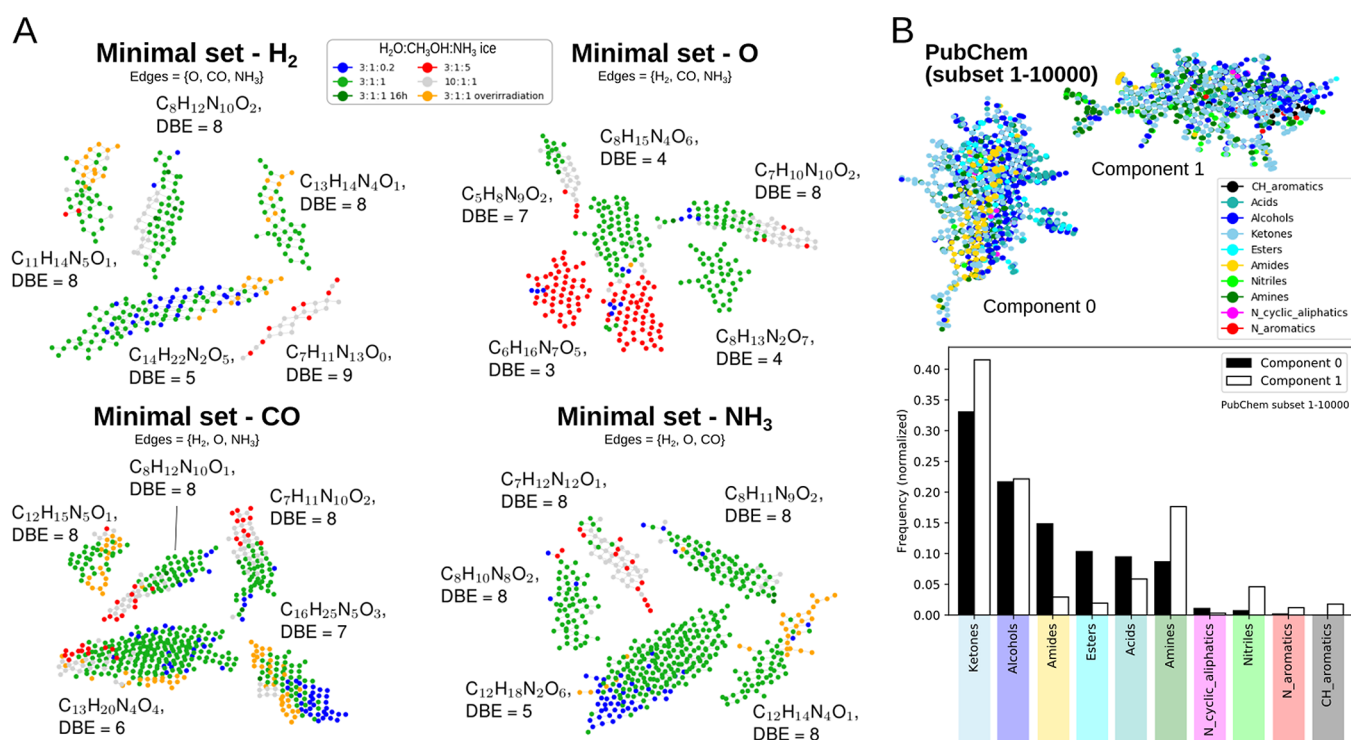 A
Minimal set - H₂
Edges = {O, CO, NH₃}
H₂O:CH₃OH:NH₃ ice
3:1:0.2
3:1:5
3:1:1
10:1:1
3:1:1 16h
3:1:1 overirradiation
Minimal set - O
Edges = {H₂, CO, NH₃}
C₈H₁₂N₁₀O₂,
DBE = 8
C₁₃H₁₄N₄O₁,
DBE = 8
C₁₁H₁₄N₅O₁,
DBE = 8
C₁₄H₂₂N₂O₅,
DBE = 5
C₇H₁₁N₁₃O₀,
DBE = 9
C₈H₁₅N₄O₆,
DBE = 4
C₇H₁₀N₁₀O₂,
DBE = 8
C₅H₈N₉O₂,
DBE = 7
C₆H₁₆N₇O₅,
DBE = 3
C₈H₁₃N₂O₇,
DBE = 4
Minimal set - CO
Edges = {H₂, O, NH₃}
C₈H₁₂N₁₀O₁,
DBE = 8
C₇H₁₁N₁₀O₂,
DBE = 8
C₁₂H₁₅N₅O₁,
DBE = 8
C₁₆H₂₅N₅O₃,
DBE = 7
C₁₃H₂₀N₄O₄,
DBE = 6
Minimal set - NH₃
Edges = {H₂, O, CO}
C₇H₁₂N₁₂O₁,
DBE = 8
C₈H₁₁N₉O₂,
DBE = 8
C₈H₁₀N₈O₂,
DBE = 8
C₁₂H₁₈N₂O₆,
DBE = 5
C₁₂H₁₄N₄O₁,
DBE = 8
B
PubChem
(subset 1-10000)
Component 1
Component 0
CH_aromatics
Acids
Alcohols
Ketones
Esters
Amides
Nitriles
Amines
N_cyclic_aliphatics
N_aromatics
Component 0
Component 1
PubChem subset 1-10000
Frequency (normalized)
0.40
0.35
0.30
0.25
0.20
0.15
0.10
0.05
0.00
Ketones
Alcohols
Amides
Esters
Acids
Amines
N_cyclic_aliphatics
Nitriles
N_aromatics
CH_aromatics